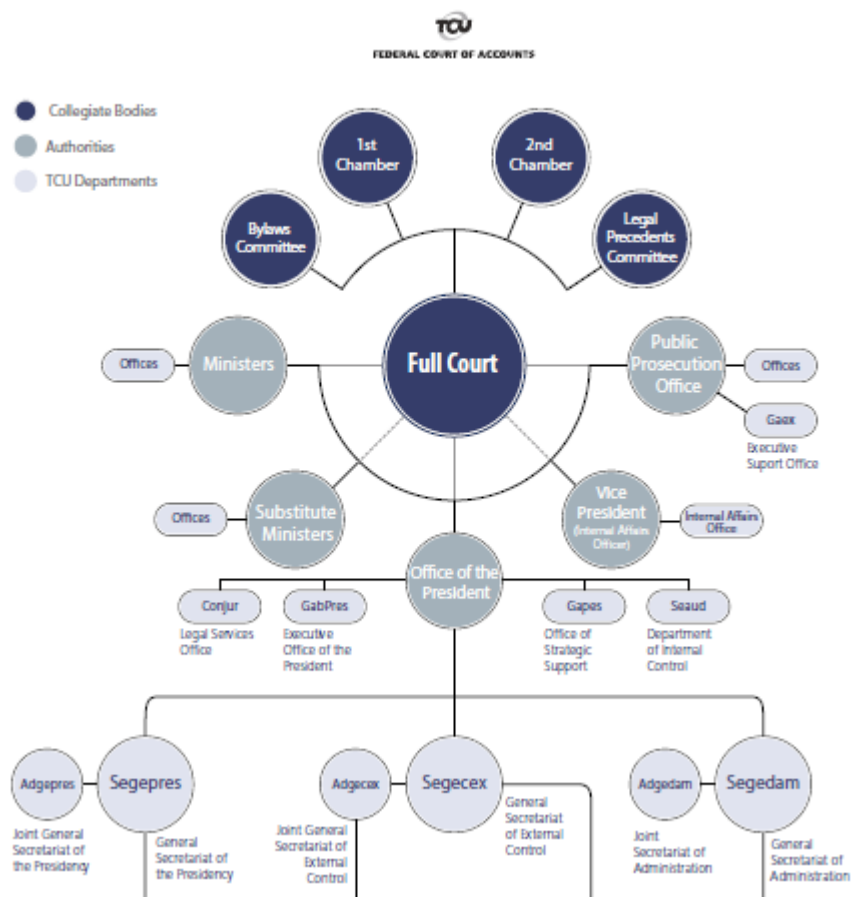 TCU
FEDERAL COURT OF ACCOUNTS
Collegiate Bodies
Authorities
TCU Departments
1st
Chamber
2nd
Chamber
Bylaws
Committee
Legal
Precedents
Committee
Offices
Ministers
Full Court
Public
Prosecution
Office
Offices
Gaex
Executive
Suport Office
Offices
Substitute
Ministers
Vice
President
(Internal Affairs
Officer)
Internal Affairs
Office
Office of the
President
Conjur
Legal Services
Office
GabPres
Executive
Office of the
President
Gapes
Office of
Strategic
Support
Seaud
Department
of Internal
Control
Adgepres
Joint General
Secretariat of
the Presidency
Segepres
General
Secretariat of
the Presidency
Adgecex
Joint General
Secretariat of
External
Control
Segecex
General
Secretariat
of External
Control
Adgedam
Joint
Secretariat of
Administration
Segedam
General
Secretariat of
Administration